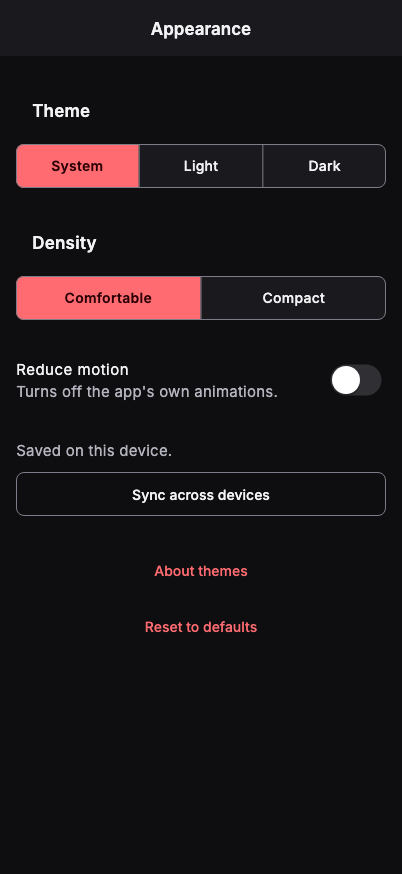 Appearance
Theme
System Light Dark
Density
Comfortable Compact
Reduce motion
Turns off the app's own animations.
Saved on this device.
Sync across devices
About themes
Reset to defaults